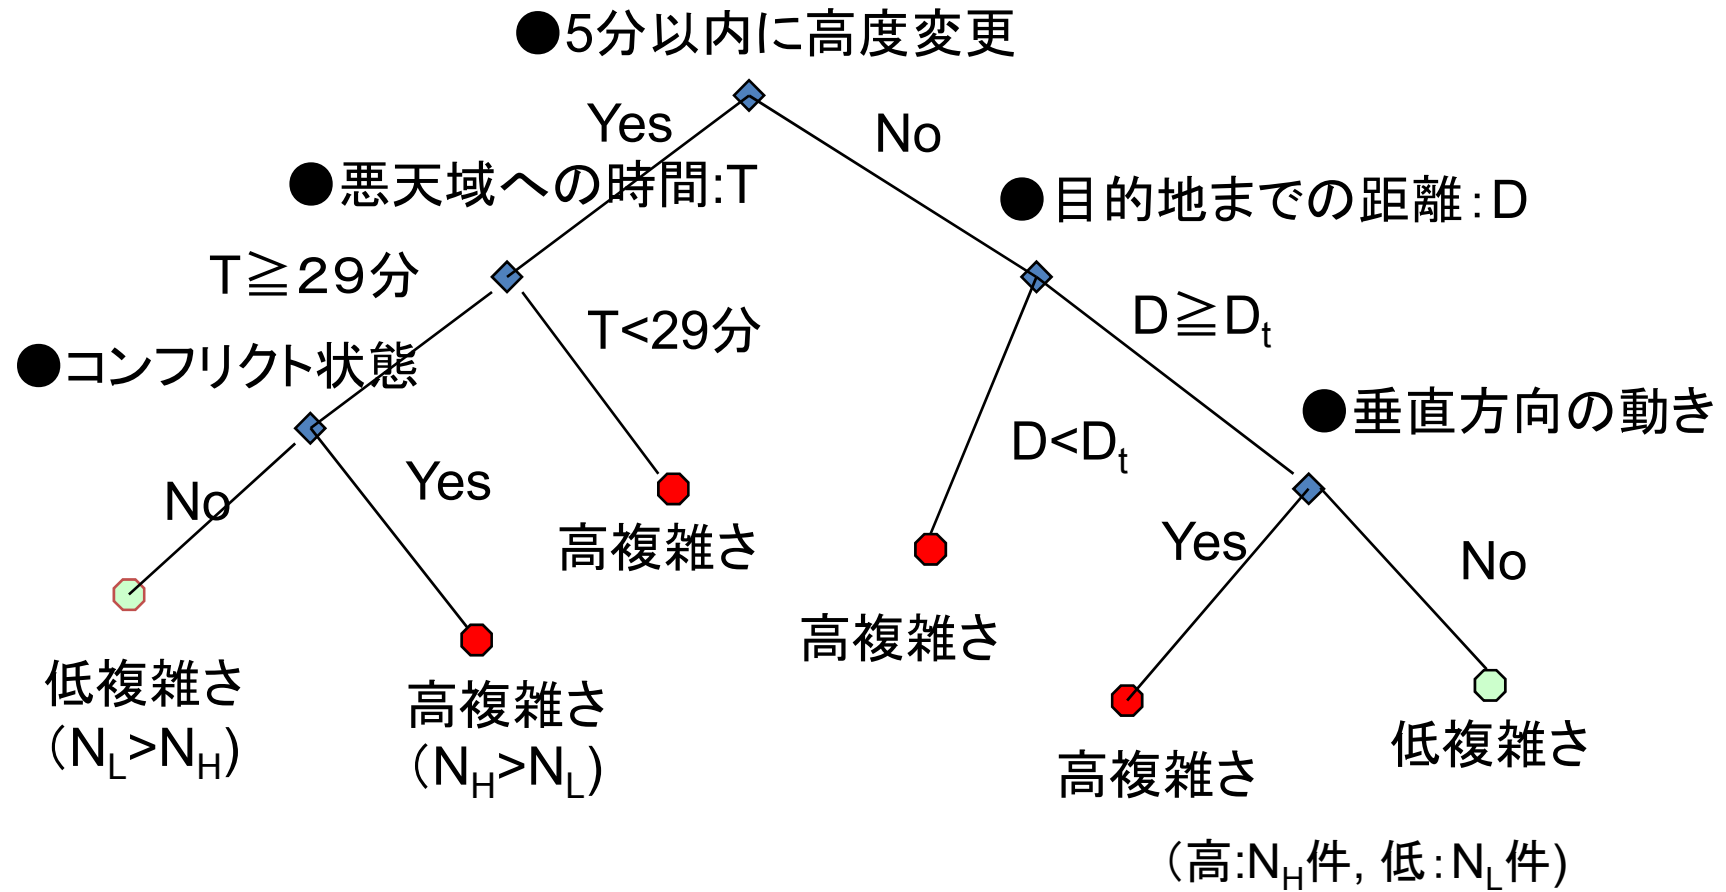 ●5分以内に高度変更
Yes
No
●悪天域への時間:T
●目的地までの距離:D
T≧29分
T<29分
D≧Dt
●コンフリクト状態
●垂直方向の動き
D<Dt
No
Yes
高複雑さ
Yes
No
高複雑さ
低複雑さ
(NL>NH)
高複雑さ
(NH>NL)
高複雑さ
低複雑さ
(高:NH件, 低:NL件)